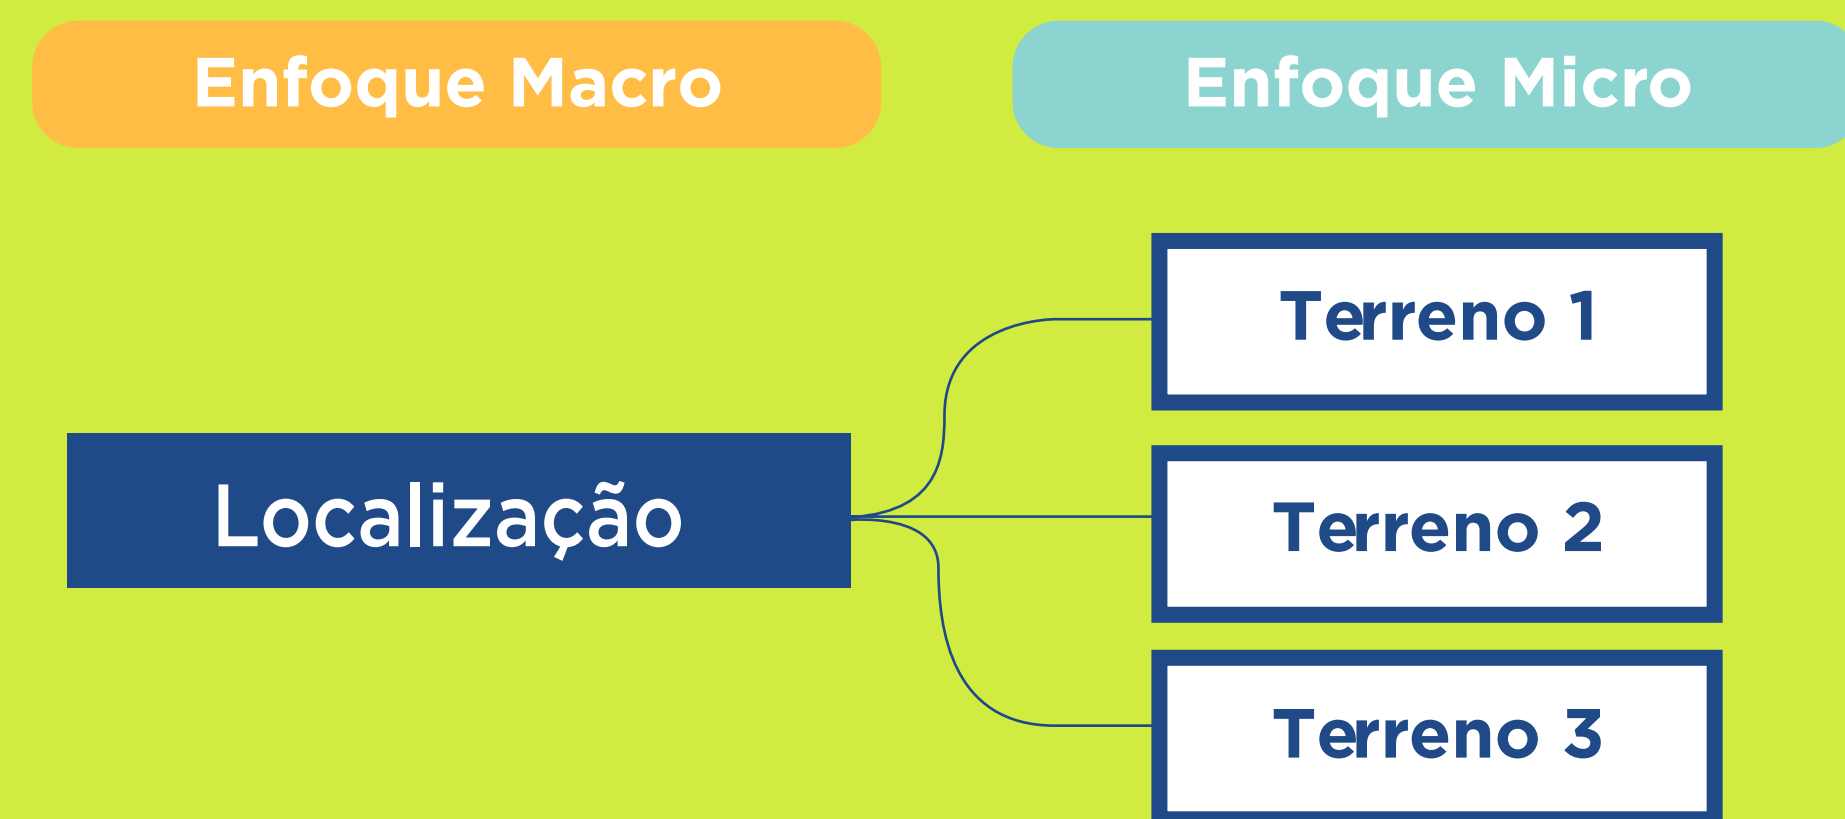 Enfoque Macro
Enfoque Micro
Localização
Terreno 1
Terreno 2
Terreno 3